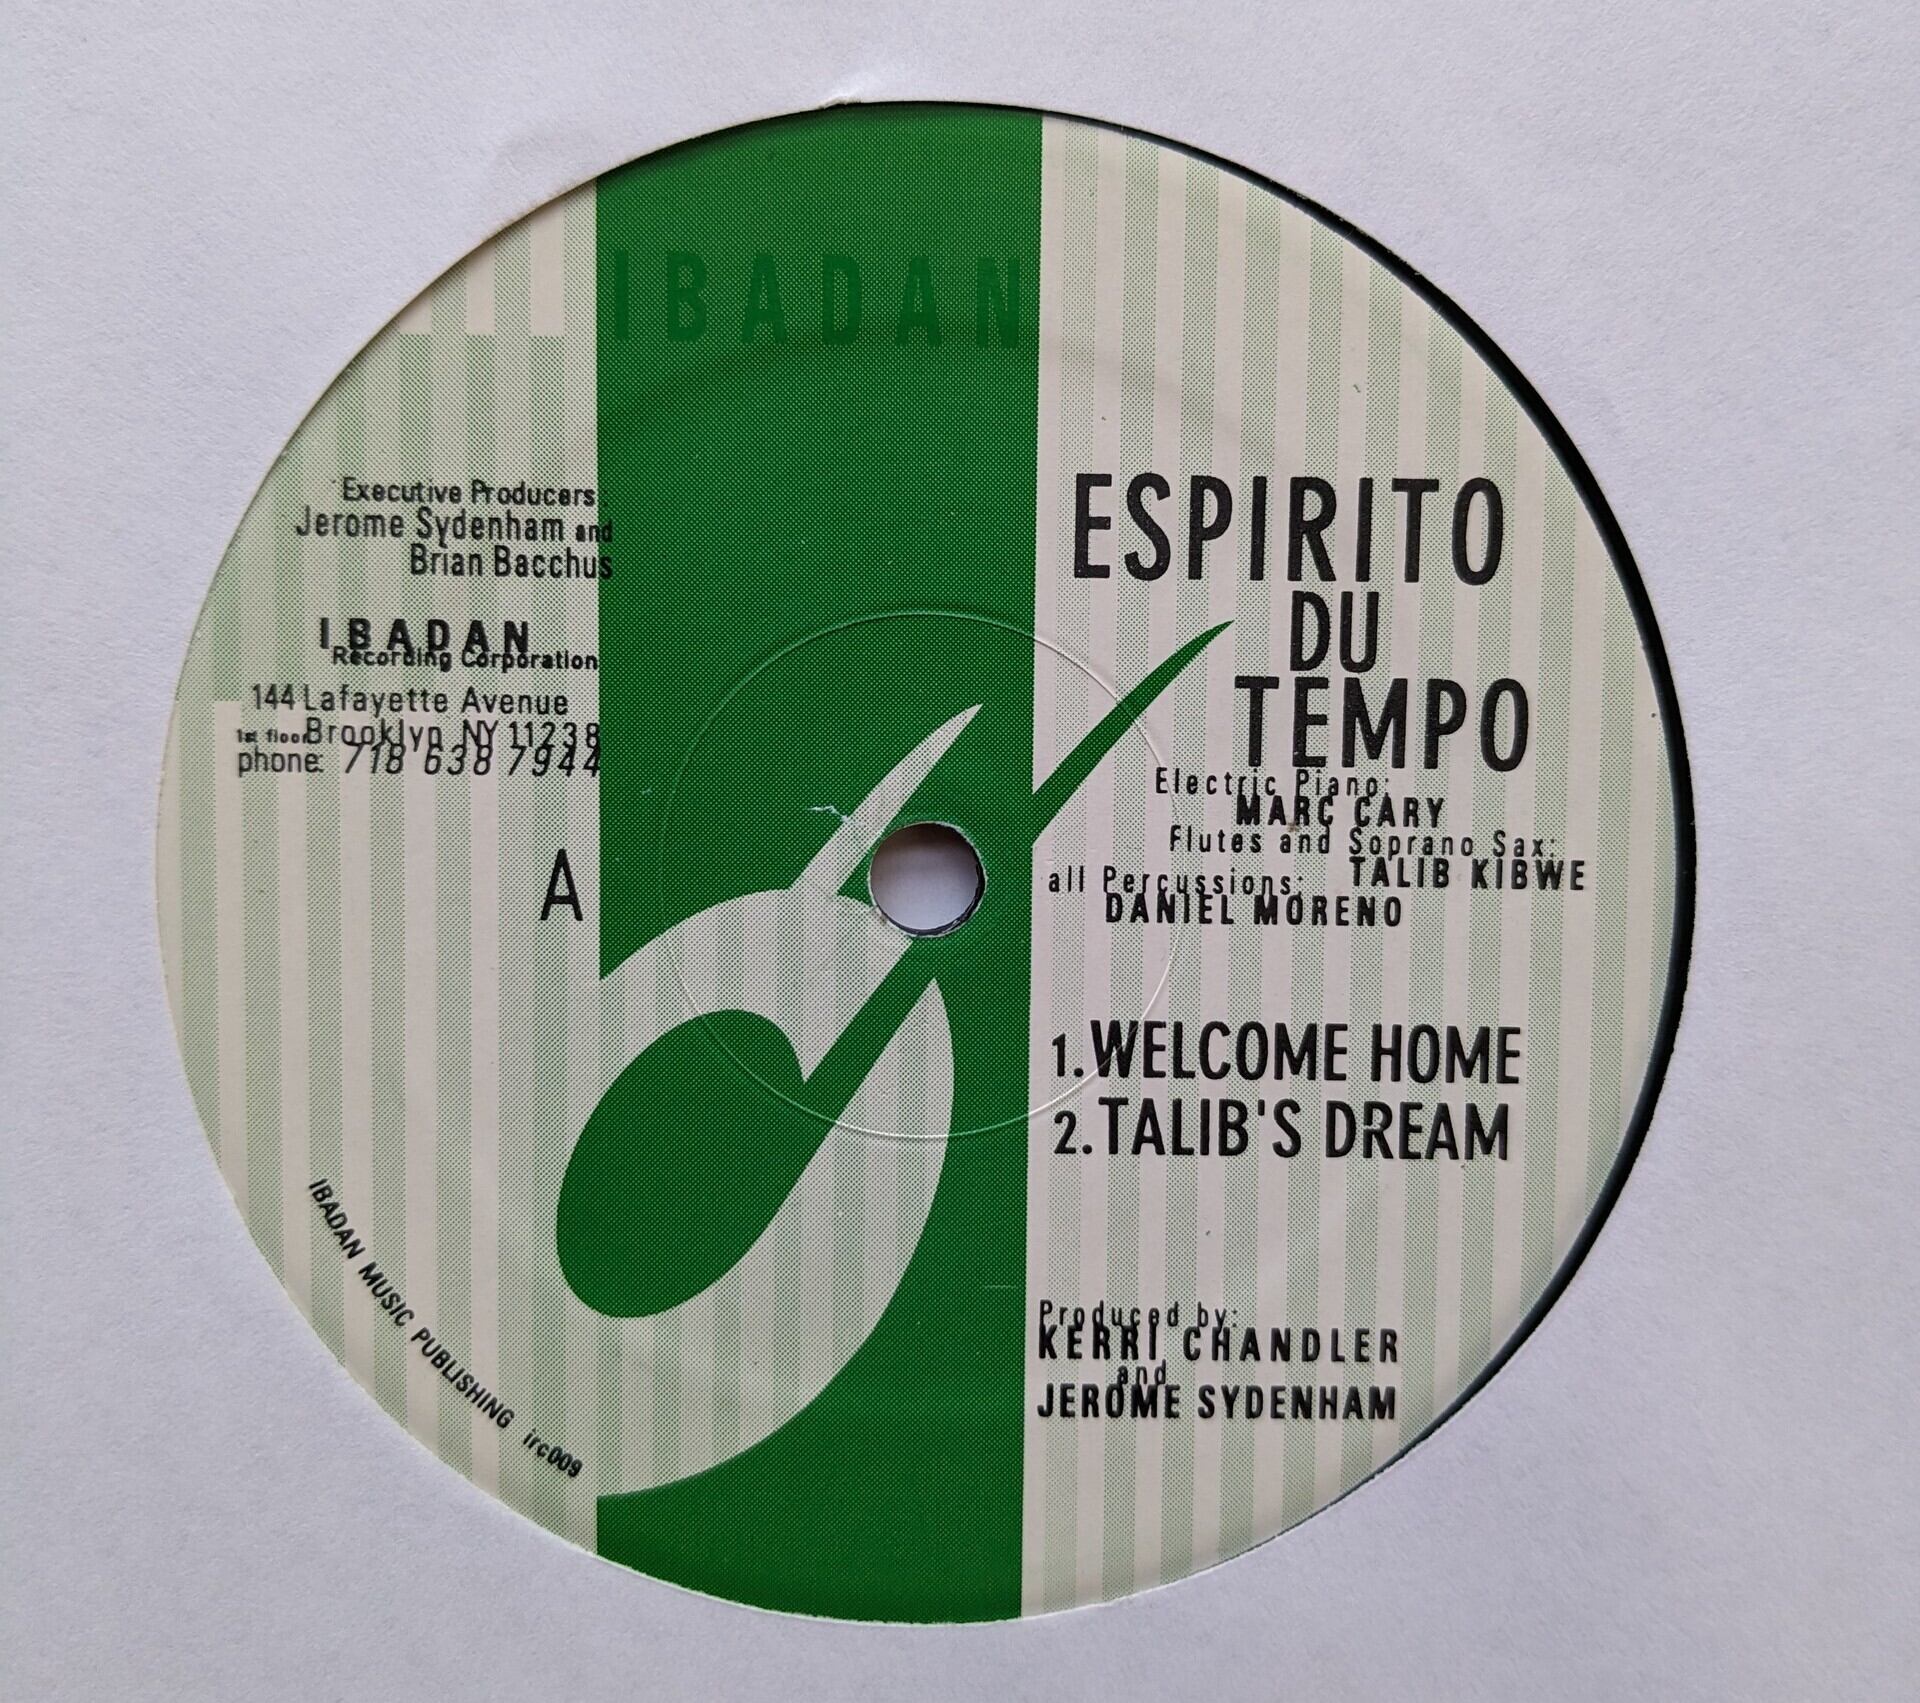 IBADAN
Executive Producers:
Jerome Sydenham and
Brian Bacchus
IBADAN
Recording Corporation
144 Lafayette Avenue
1st floor Brooklyn NY 11238
phone: 718 638 7944
A
IBADAN MUSIC PUBLISHING irc009
ESPIRITO
DU
TEMPO
Electric Piano:
MARC CARY
Flutes and Soprano Sax:
TALIB KIBWE
all Percussions:
DANIEL MORENO
1. WELCOME HOME
2. TALIB'S DREAM
Produced by:
KERRI CHANDLER
and
JEROME SYDENHAM